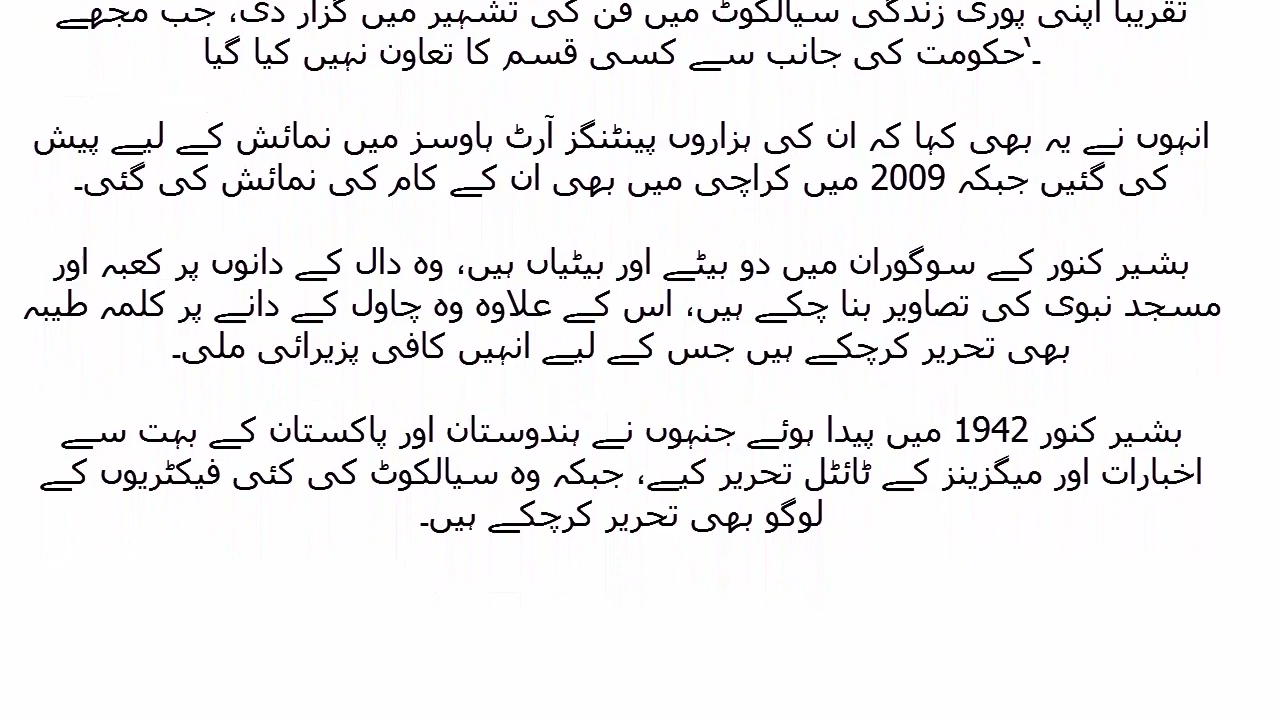 تقریباً اپنی پوری زندگی سیالکوٹ میں فن کی تشہیر میں گزار دی، جب مجھے
حکومت کی جانب سے کسی قسم کا تعاون نہیں کیا گیا‘۔
انہوں نے یہ بھی کہا کہ ان کی ہزاروں پینٹنگز آرٹ ہاوسز میں نمائش کے لیے پیش
کی گئیں جبکہ 2009 میں کراچی میں بھی ان کے کام کی نمائش کی گئی۔
بشیر کنور کے سوگوران میں دو بیٹے اور بیٹیاں ہیں، وہ دال کے دانوں پر کعبہ اور
مسجد نبوی کی تصاویر بنا چکے ہیں، اس کے علاوہ وہ چاول کے دانے پر کلمہ طیبہ
بھی تحریر کرچکے ہیں جس کے لیے انہیں کافی پزیرائی ملی۔
بشیر کنور 1942 میں پیدا ہوئے جنہوں نے ہندوستان اور پاکستان کے بہت سے
اخبارات اور میگزینز کے ٹائٹل تحریر کیے، جبکہ وہ سیالکوٹ کی کئی فیکٹریوں کے
لوگو بھی تحریر کرچکے ہیں۔